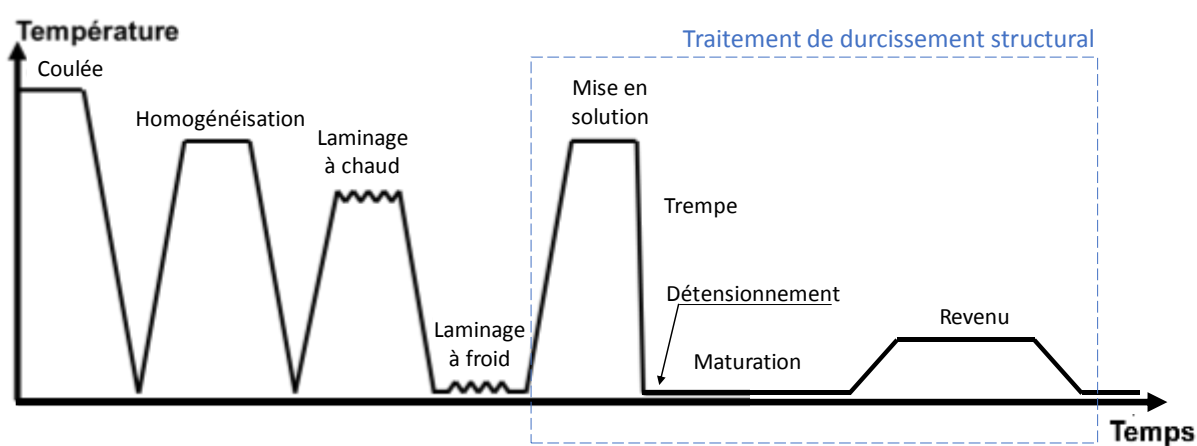 Température
Traitement de durcissement structural
Coulée
Mise en
solution
Homogénéisation
Laminage
à chaud
Trempe
Détensionnement
Laminage
à froid
Maturation
Revenu
Temps